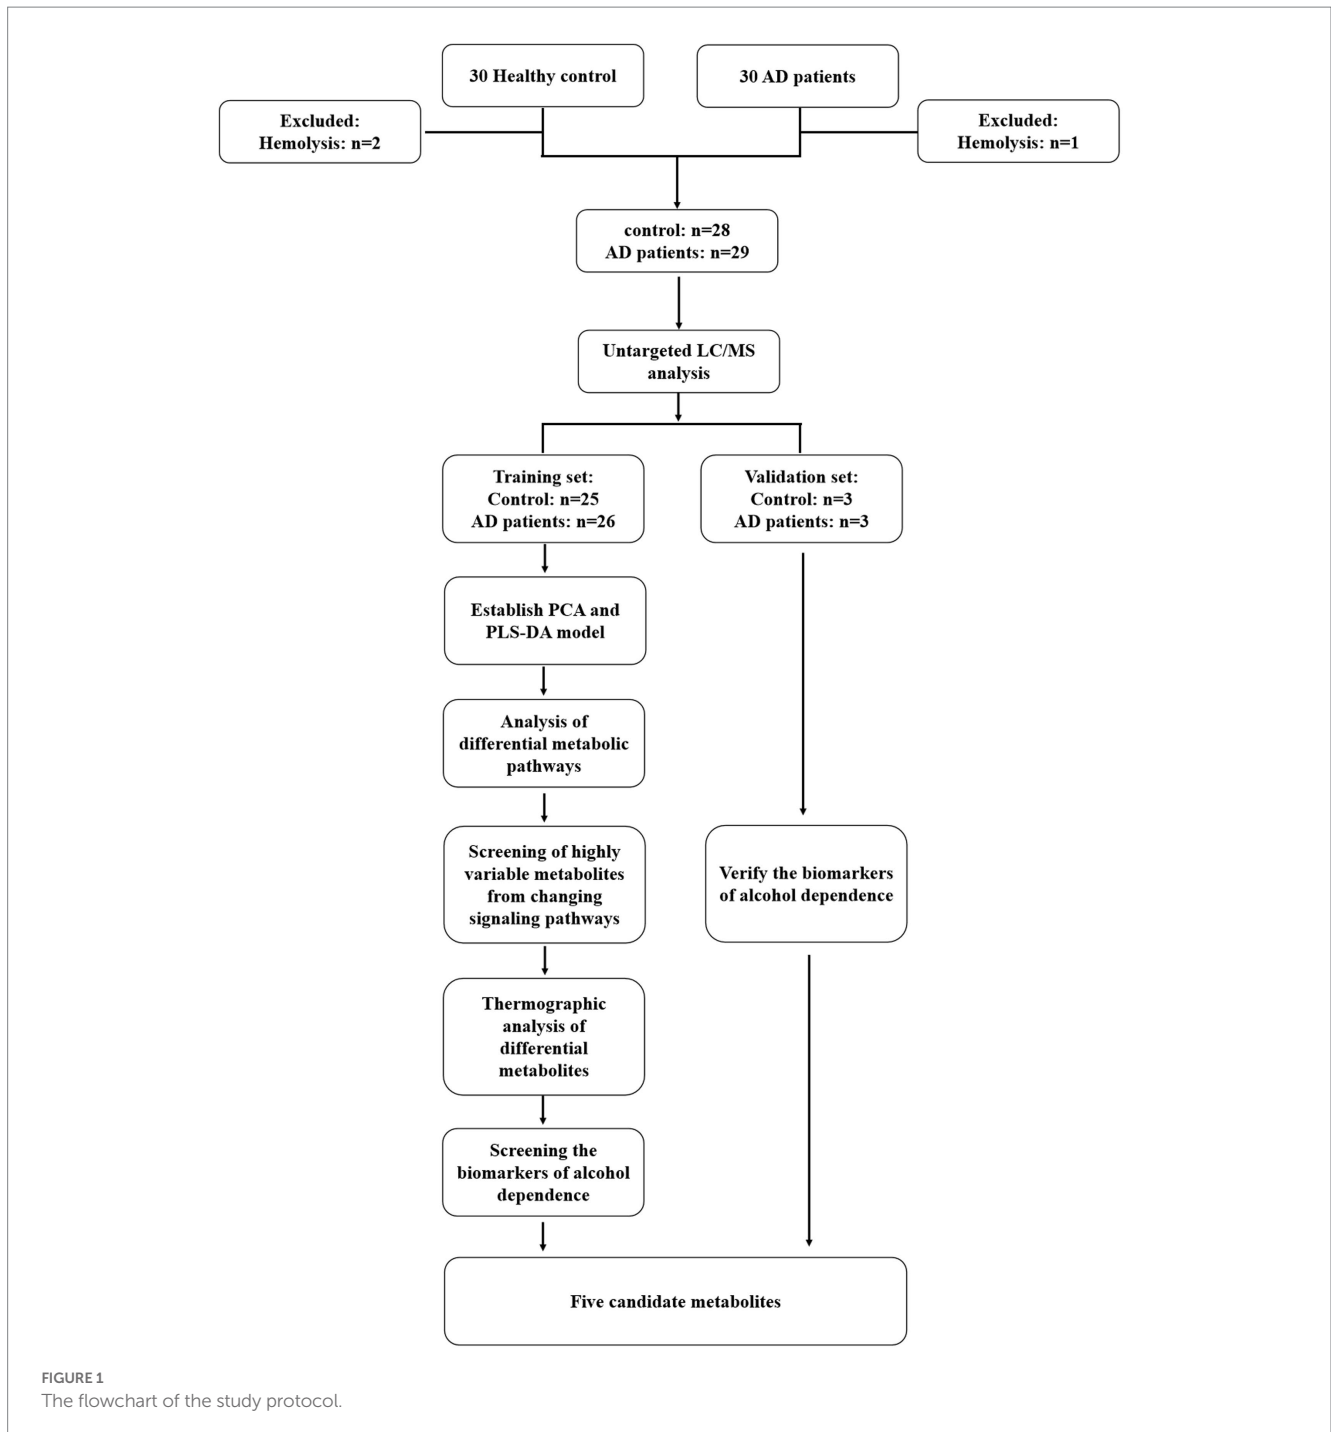 30 Healthy control
30 AD patients
Excluded:
Hemolysis: n=2
Excluded:
Hemolysis: n=1
control: n=28
AD patients: n=29
Untargeted LC/MS
analysis
Training set:
Control: n=25
AD patients: n=26
Validation set:
Control: n=3
AD patients: n=3
Establish PCA and
PLS-DA model
Analysis of
differential metabolic
pathways
Screening of highly
variable metabolites
from changing
signaling pathways
Verify the biomarkers
of alcohol dependence
Thermographic
analysis of
differential
metabolites
Screening the
biomarkers of alcohol
dependence
Five candidate metabolites
FIGURE 1
The flowchart of the study protocol.